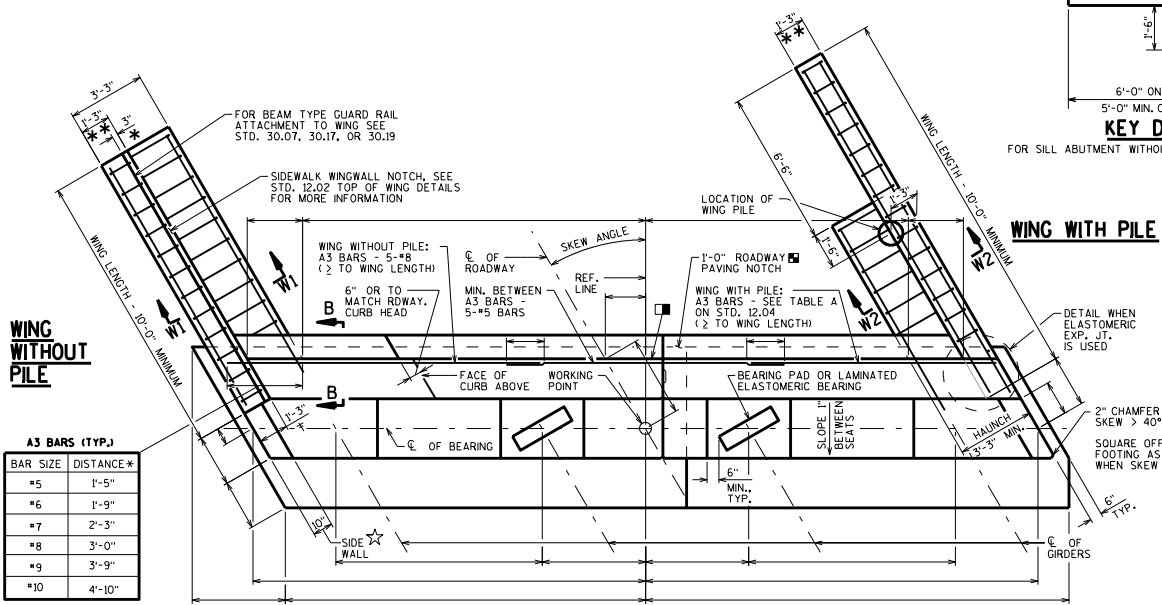 1'-3"
**
3'-3"
1'-3"
3"
**
*
FOR BEAM TYPE GUARD RAIL
ATTACHMENT TO WING SEE
STD. 30.07, 30.17, OR 30.19
SIDEWALK WINGWALL NOTCH, SEE
STD. 12.02 TOP OF WING DETAILS
FOR MORE INFORMATION
WING LENGTH - 10'-0" MINIMUM
W1
W1
WING
WITHOUT
PILE
WING WITHOUT PILE:
A3 BARS - 5-#8
(≥ TO WING LENGTH)
6" OR TO
MATCH RDWAY.
CURB HEAD
B
B
℄ OF
ROADWAY
SKEW ANGLE
REF.
LINE
MIN. BETWEEN
A3 BARS -
5-#5 BARS
FACE OF
CURB ABOVE
WORKING
POINT
1'-3"
‡
℄ OF BEARING
LOCATION OF
WING PILE
1'-3"
6'-6"
1'-6"
1'-0" ROADWAY
PAVING NOTCH
WING WITH PILE:
A3 BARS - SEE TABLE A
ON STD. 12.04
(≥ TO WING LENGTH)
W2
W2
WING LENGTH - 10'-0" MINIMUM
1'-6"
6'-0" ON
5'-0" MIN.
KEY D
FOR SILL ABUTMENT WITHO
WING WITH PILE
DETAIL WHEN
ELASTOMERIC
EXP. JT.
IS USED
BEARING PAD OR LAMINATED
ELASTOMERIC BEARING
SLOPE 1"
BETWEEN
SEATS
HAUNCH
3'-3" MIN.
2" CHAMFER
SKEW > 40°
SQUARE OFF
FOOTING AS
WHEN SKEW
6"
TYP.
6"
MIN.,
TYP.
10"
SIDE ☆
WALL
℄ OF
GIRDERS
A3 BARS (TYP.)
BAR SIZE DISTANCE*
#5 1'-5"
#6 1'-9"
#7 2'-3"
#8 3'-0"
#9 3'-9"
#10 4'-10"